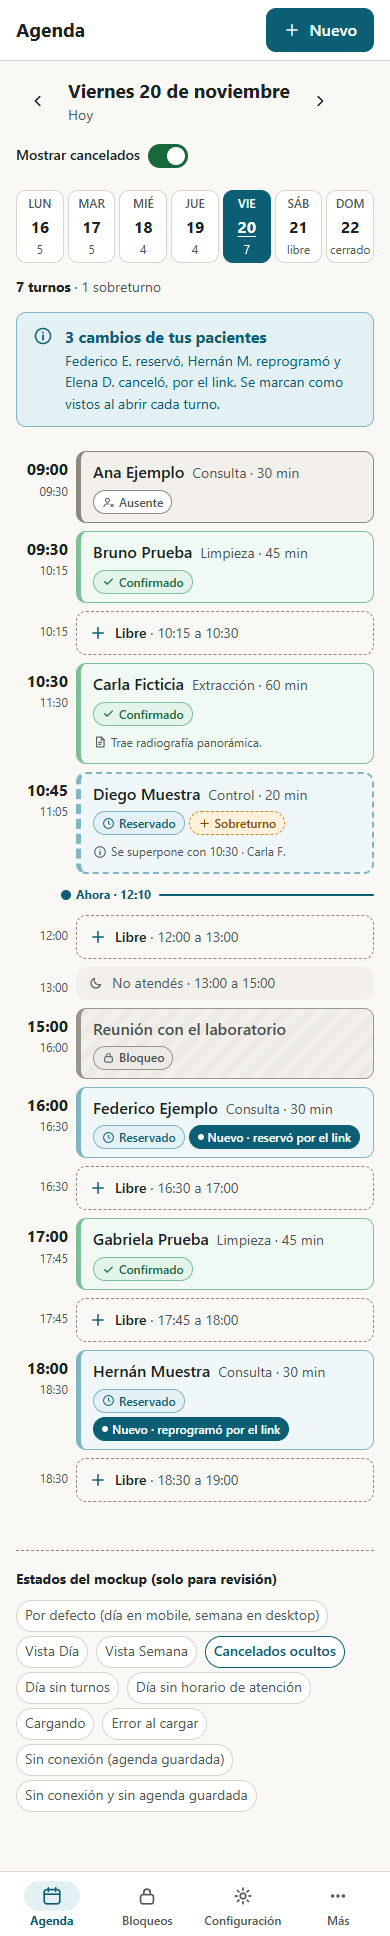 Agenda
Nuevo
Viernes 20 de noviembre
Hoy
Mostrar cancelados
LUN MAR MIÉ JUE VIE SÁB DOM
16 17 18 19 20 21 22
5 5 4 4 7 libre cerrado
7 turnos · 1 sobreturno
3 cambios de tus pacientes
Federico E. reservó, Hernán M. reprogramó y
Elena D. canceló, por el link. Se marcan como
vistos al abrir cada turno.
09:00 Ana Ejemplo Consulta · 30 min
09:30 Ausente
09:30 Bruno Prueba Limpieza · 45 min
10:15 Confirmado
10:15 Libre · 10:15 a 10:30
10:30 Carla Ficticia Extracción · 60 min
11:30 Confirmado
Trae radiografía panorámica.
10:45 Diego Muestra Control · 20 min
11:05 Reservado Sobreturno
Se superpone con 10:30 · Carla F.
Ahora · 12:10
12:00 Libre · 12:00 a 13:00
13:00 No atendés · 13:00 a 15:00
15:00 Reunión con el laboratorio
16:00 Bloqueo
16:00 Federico Ejemplo Consulta · 30 min
16:30 Reservado Nuevo · reservó por el link
16:30 Libre · 16:30 a 17:00
17:00 Gabriela Prueba Limpieza · 45 min
17:45 Confirmado
17:45 Libre · 17:45 a 18:00
18:00 Hernán Muestra Consulta · 30 min
18:30 Reservado
Nuevo · reprogramó por el link
18:30 Libre · 18:30 a 19:00
Estados del mockup (solo para revisión)
Por defecto (día en mobile, semana en desktop)
Vista Día Vista Semana Cancelados ocultos
Día sin turnos Día sin horario de atención
Cargando Error al cargar
Sin conexión (agenda guardada)
Sin conexión y sin agenda guardada
Agenda Bloqueos Configuración Más